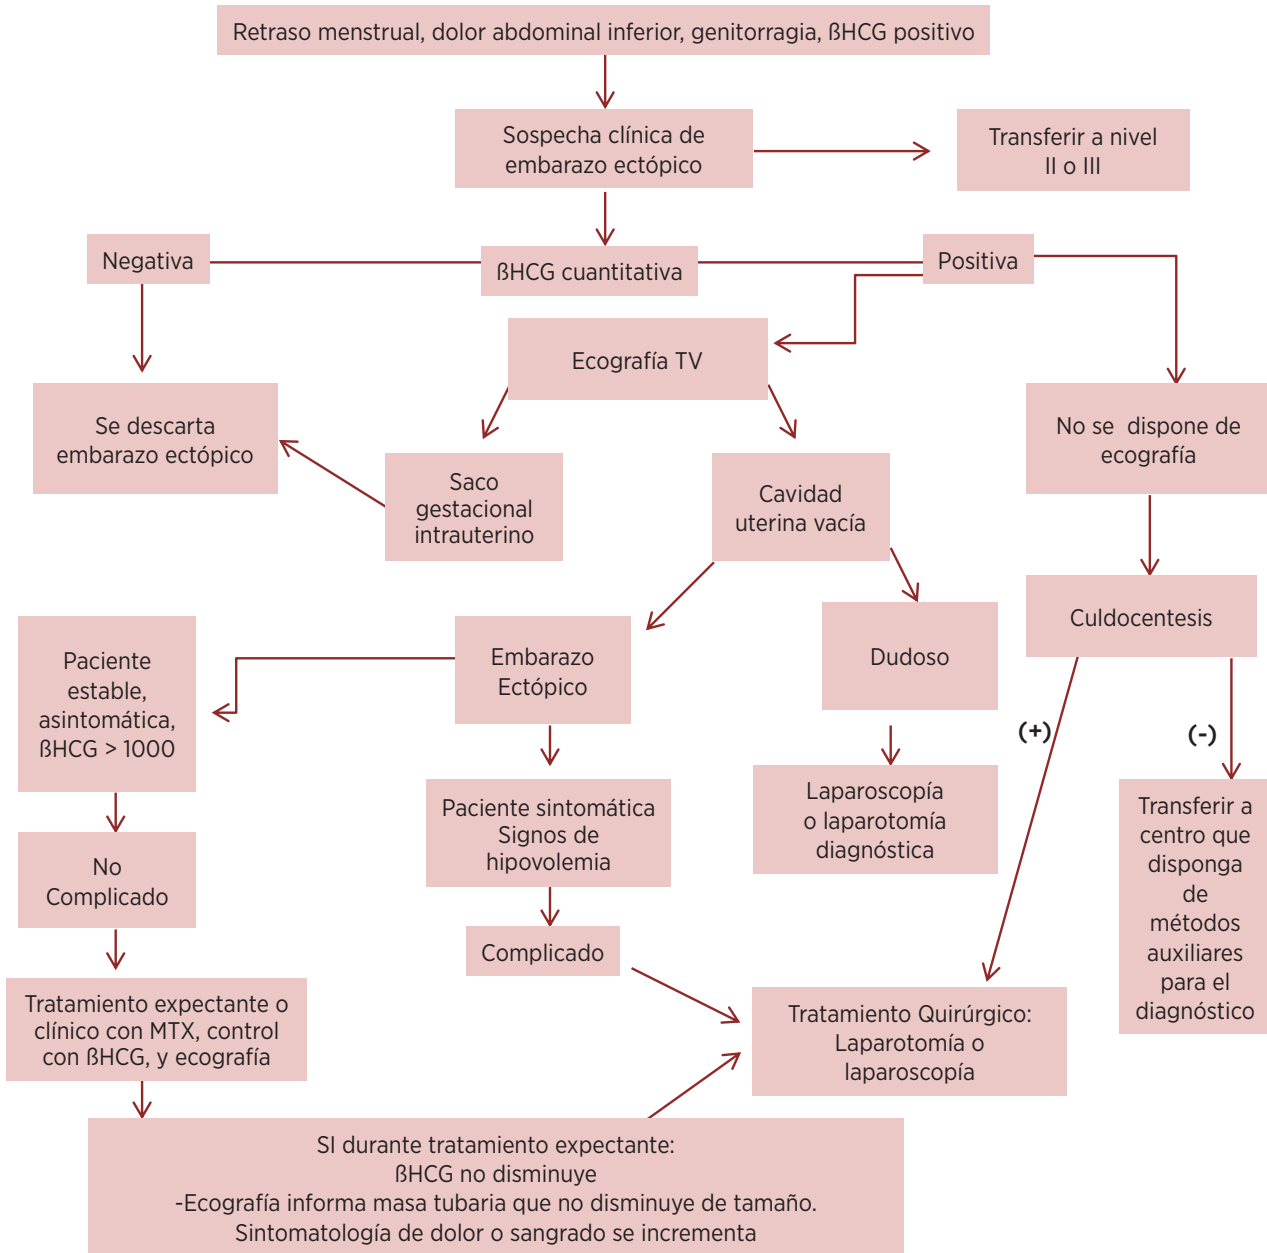 Retraso menstrual, dolor abdominal inferior, genitorragia, ßHCG positivo
Sospecha clínica de
embarazo ectópico
Transferir a nivel
II o III
Negativa
ßHCG cuantitativa
Positiva
Ecografía TV
Se descarta
embarazo ectópico
No se dispone de
ecografía
Saco
gestacional
intrauterino
Cavidad
uterina vacía
Culdocentesis
Paciente
estable,
asintomática,
ßHCG > 1000
Embarazo
Ectópico
Dudoso
(+)
(-)
Paciente sintomática
Signos de
hipovolemia
Laparoscopía
o laparotomía
diagnóstica
Transferir a
centro que
disponga
de
métodos
auxiliares
para el
diagnóstico
No
Complicado
Complicado
Tratamiento expectante o
clínico con MTX, control
con ßHCG, y ecografía
Tratamiento Quirúrgico:
Laparotomía o
laparoscopía
SI durante tratamiento expectante:
ßHCG no disminuye
-Ecografía informa masa tubaria que no disminuye de tamaño.
Sintomatología de dolor o sangrado se incrementa